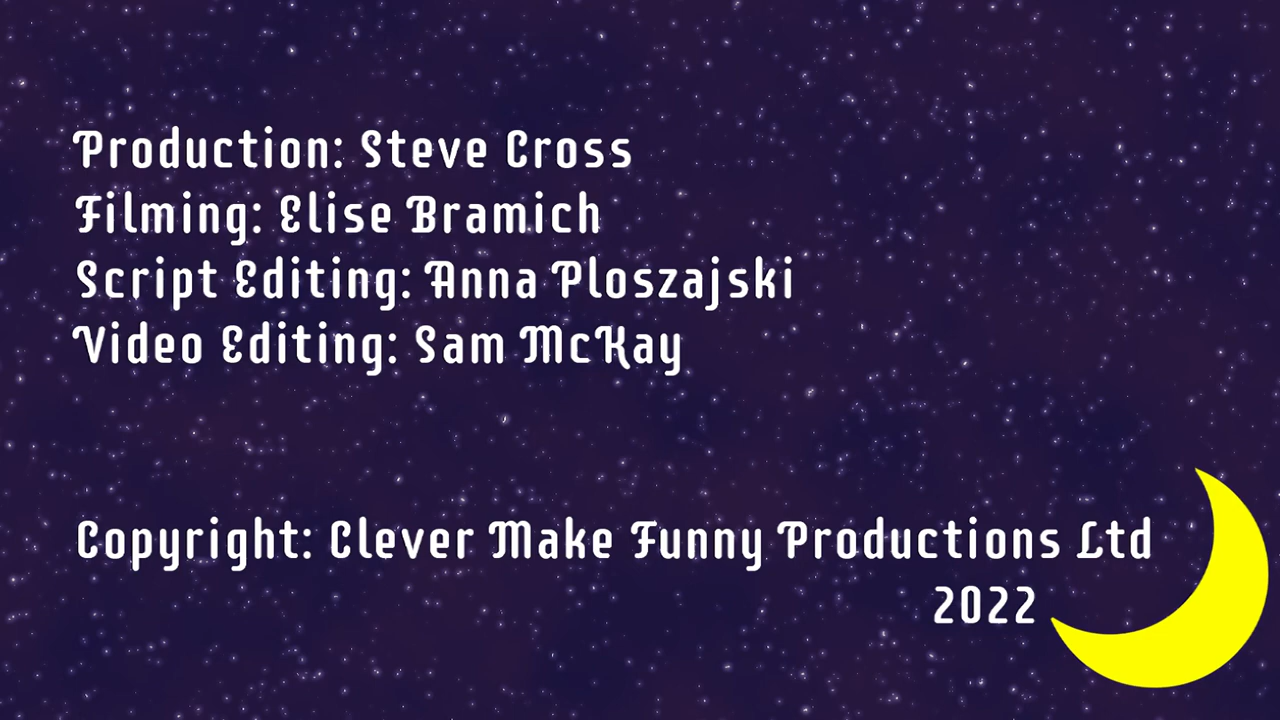 Production: Steve Cross
Filming: Elise Bramich
Script Editing: Anna Ploszajski
Video Editing: Sam McKay
Copyright: Clever Make Funny Productions Ltd
2022